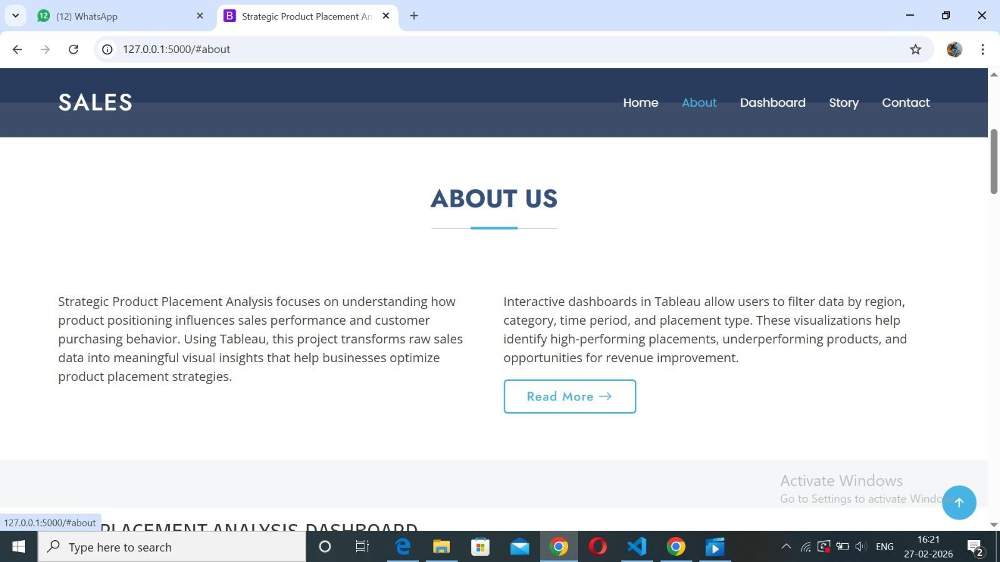 12
(12) WhatsApp
B
Strategic Product Placement An
127.0.0.1:5000/#about
SALES
Home About Dashboard Story Contact
ABOUT US
Strategic Product Placement Analysis focuses on understanding how
product positioning influences sales performance and customer
purchasing behavior. Using Tableau, this project transforms raw sales
data into meaningful visual insights that help businesses optimize
product placement strategies.
Interactive dashboards in Tableau allow users to filter data by region,
category, time period, and placement type. These visualizations help
identify high-performing placements, underperforming products, and
opportunities for revenue improvement.
Read More →
Activate Windows
Go to Settings to activate Windows.
127.0.0.1:5000/#about
PLACEMENT ANALYSIS DASHBOARD
Type here to search
ENG
16:21
27-02-2026
2